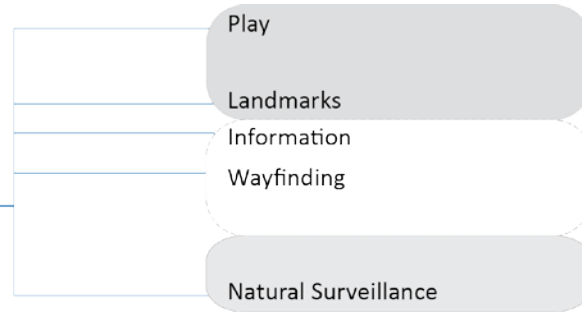 Play
Landmarks
Information
Wayfinding
Natural Surveillance